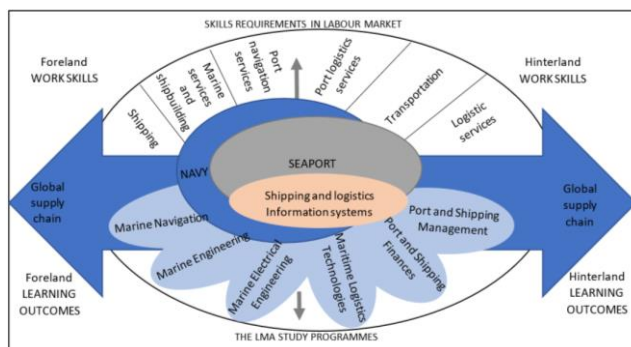 SKILLS REQUIREMENTS IN LABOUR MARKET
Foreland
WORK SKILLS
Hinterland
WORK SKILLS
Shipping
Marine
services
and
shipbuilding
Port
navigation
services
Port logistics
services
Transportation
Logistic
services
NAVY
SEAPORT
Shipping and logistics
Information systems
Global
supply
chain
Global
supply
chain
Marine Navigation
Marine Engineering
Marine Electrical
Engineering
Maritime Logistics
Technologies
Port and Shipping
Finances
Port and Shipping
Management
Foreland
LEARNING
OUTCOMES
Hinterland
LEARNING
OUTCOMES
THE LMA STUDY PROGRAMMES